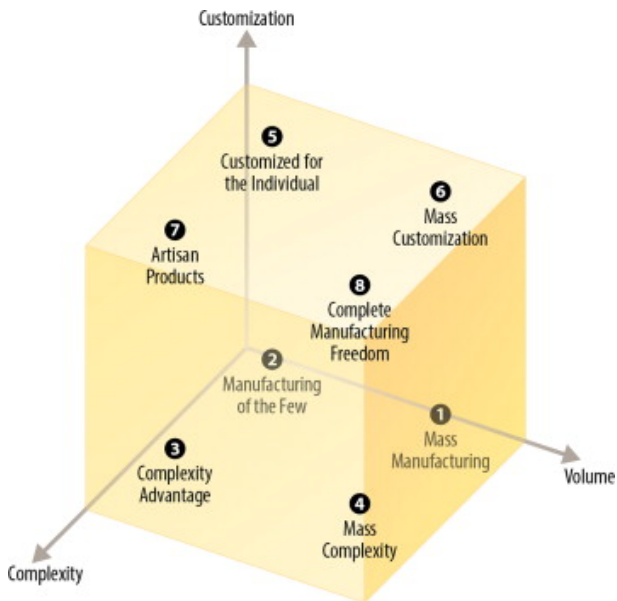 Customization
5
Customized for
the Individual
6
Mass
Customization
7
Artisan
Products
8
Complete
Manufacturing
Freedom
2
Manufacturing
of the Few
1
Mass
Manufacturing
3
Complexity
Advantage
Volume
4
Mass
Complexity
Complexity